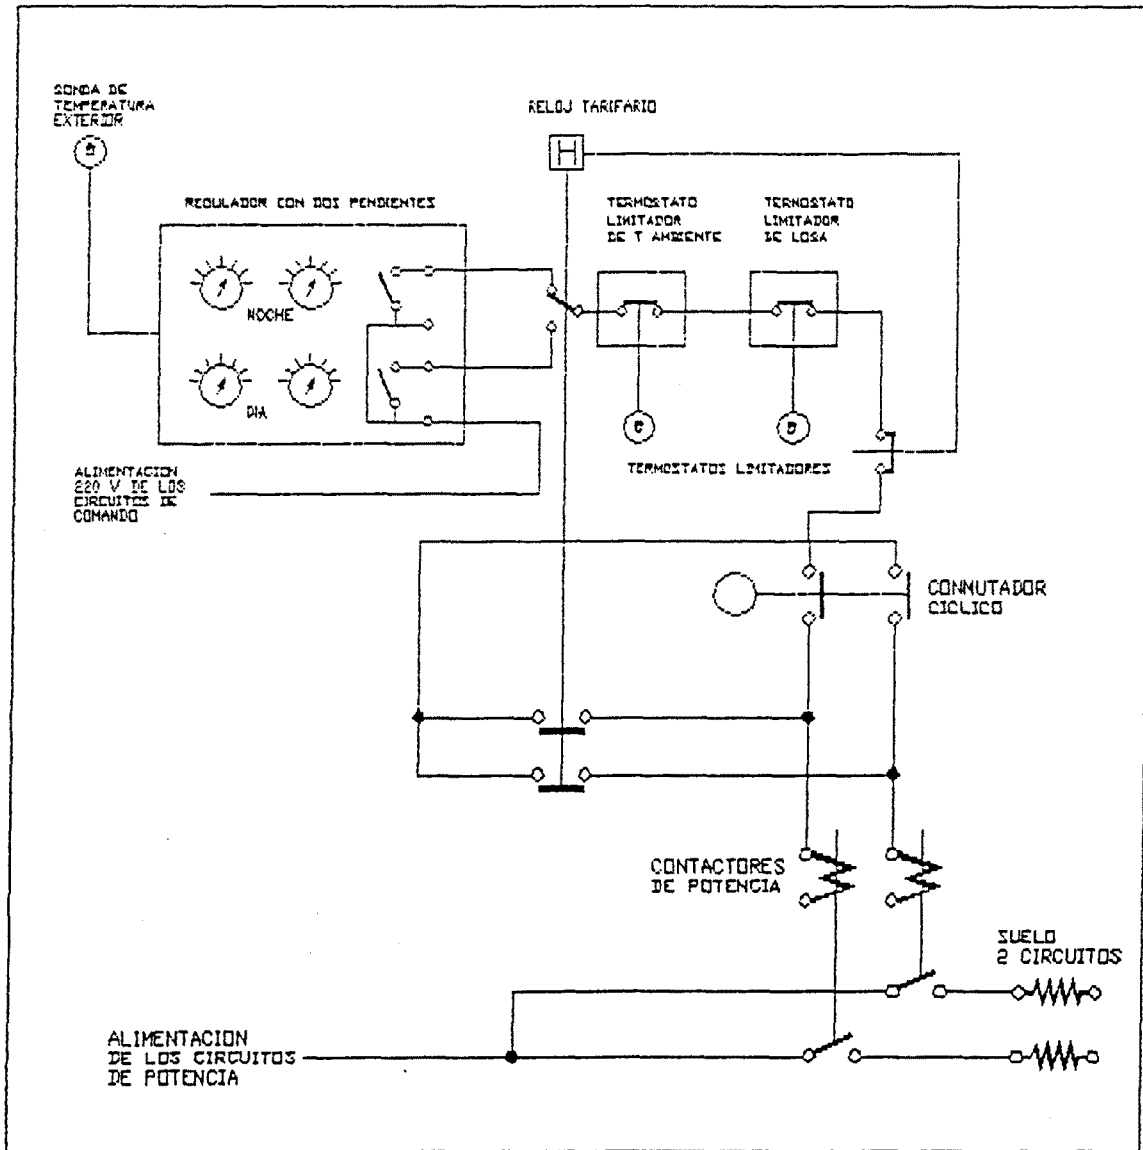 SONDA DE
TEMPERATURA
EXTERIOR
RELOJ TARIFARIO
H
REGULADOR CON DOS PENDIENTES
TERMOSTATO
LIMITADOR
DE T AMBIENTE
TERMOSTATO
LIMITADOR
DE LOSA
NOCHE
DIA
C
D
TERMOSTATOS LIMITADORES
ALIMENTACION
220 V DE LOS
CIRCUITOS DE
COMANDO
CONMUTADOR
CICLICO
CONTACTORES
DE POTENCIA
SUELO
2 CIRCUITOS
ALIMENTACION
DE LOS CIRCUITOS
DE POTENCIA